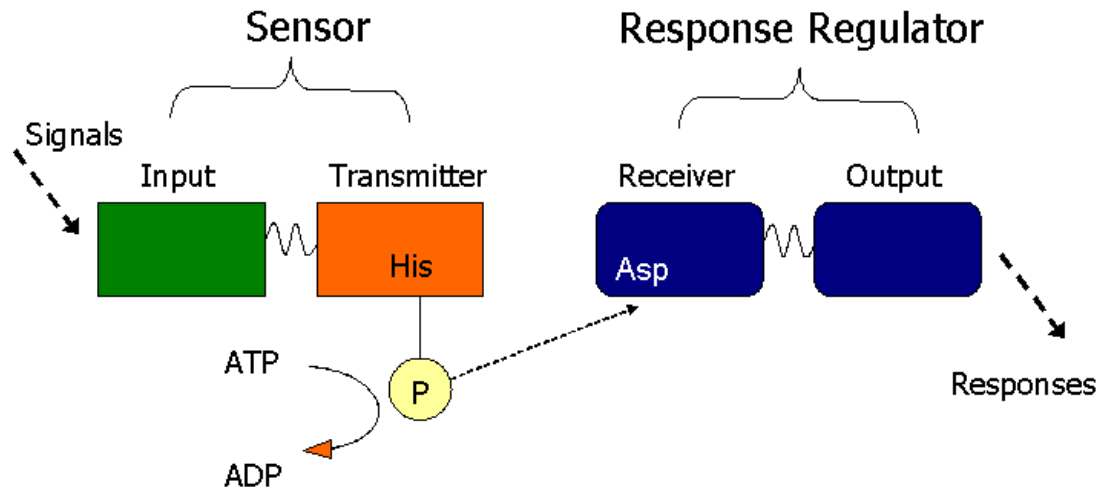 Sensor
Response Regulator
Signals
Input
Transmitter
Receiver
Output
His
Asp
ATP
P
Responses
ADP